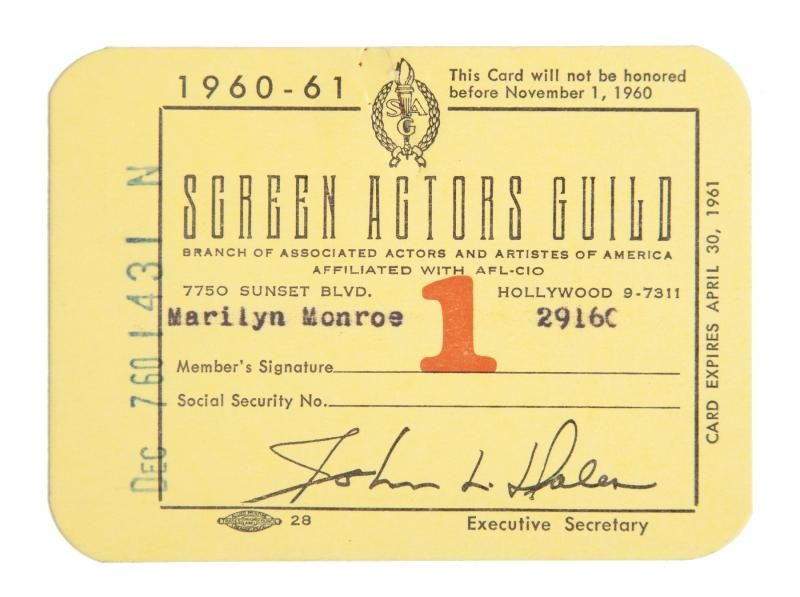 1960-61
This Card will not be honored
before November 1, 1960
SAG
SCREEN ACTORS GUILD
BRANCH OF ASSOCIATED ACTORS AND ARTISTES OF AMERICA
AFFILIATED WITH AFL-CIO
7750 SUNSET BLVD. HOLLYWOOD 9-7311
Marilyn Monroe 1 2916C
Member's Signature
Social Security No.
John L. Dales
28 Executive Secretary
DEC 760 1431 N
CARD EXPIRES APRIL 30, 1961